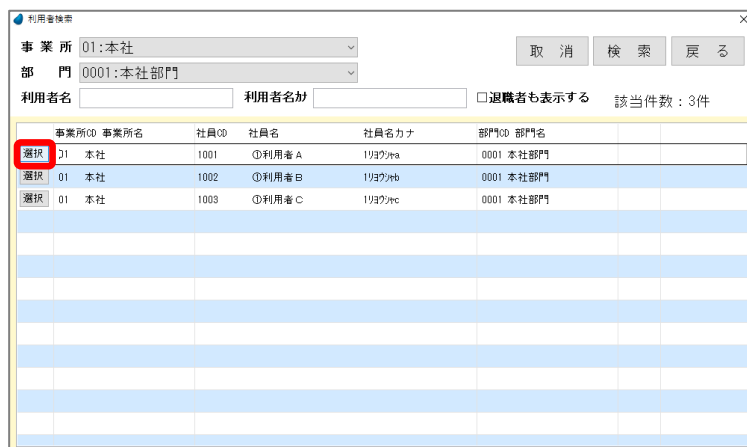 利用者検索
事業所 01:本社
取消 検索 戻る
部門 0001:本社部門
利用者名 利用者名ｶﾅ □退職者も表示する 該当件数:3件
事業所CD 事業所名 社員CD 社員名 社員名カナ 部門CD 部門名
選択 01 本社 1001 ①利用者A 1ﾘﾖｳｼｬa 0001 本社部門
選択 01 本社 1002 ①利用者B 1ﾘﾖｳｼｬb 0001 本社部門
選択 01 本社 1003 ①利用者C 1ﾘﾖｳｼｬc 0001 本社部門